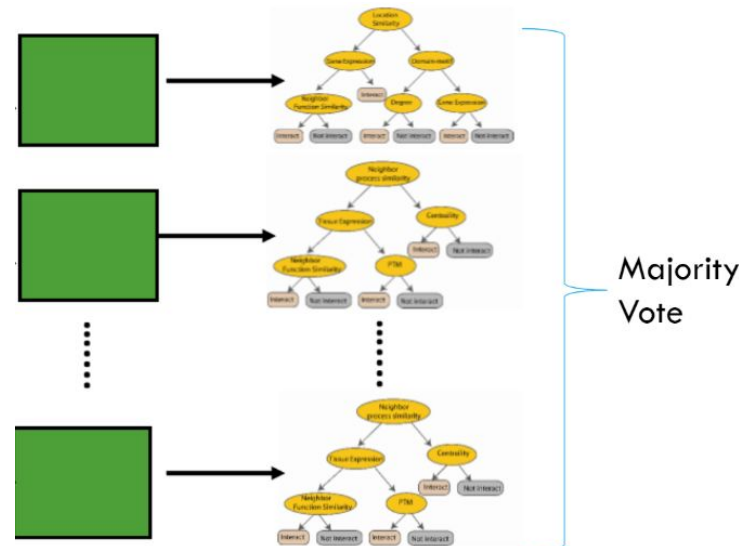 Location
Similarity
Gene Expression
Domain-motif
Interact
Neighbor
Function Similarity
Degree
Gene Expression
Interact
Not Interact
Interact
Not Interact
Interact
Not Interact
Neighbor
process similarity
Tissue Expression
Centrality
Interact
Not Interact
Neighbor
Function Similarity
PTM
Interact
Not Interact
Interact
Not Interact
Majority
Vote
Neighbor
process similarity
Tissue Expression
Centrality
Interact
Not Interact
Neighbor
Function Similarity
PTM
Interact
Not Interact
Interact
Not Interact